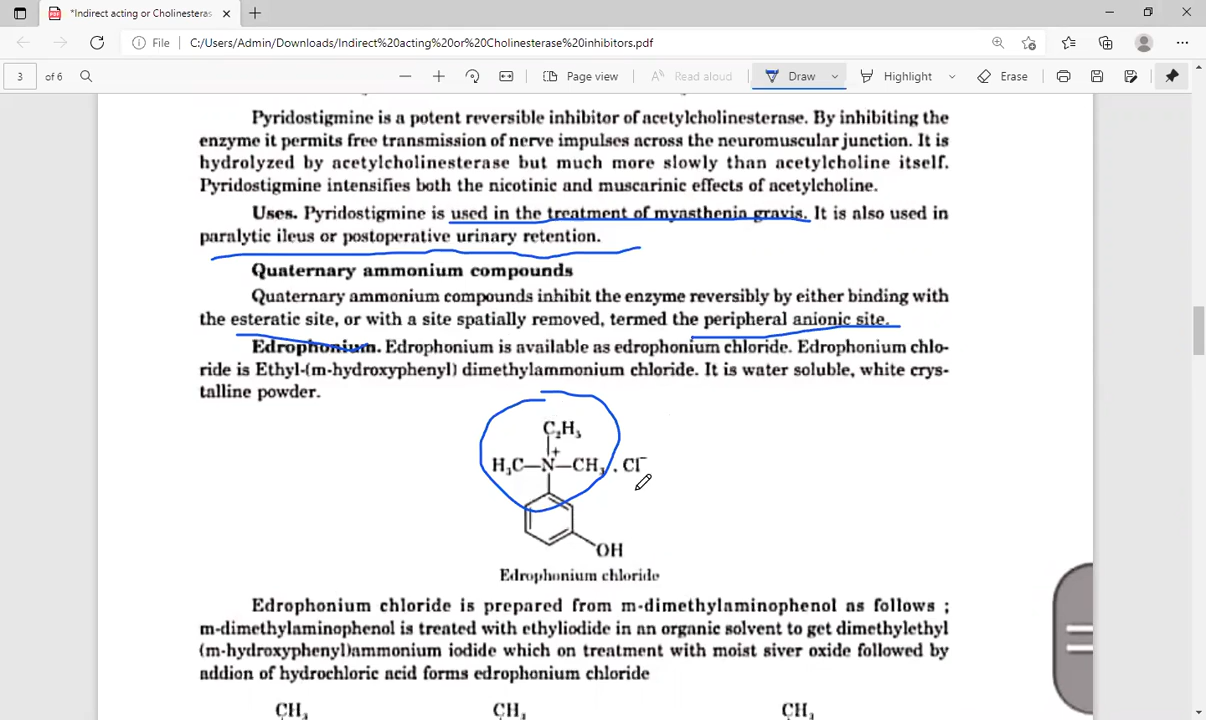 *Indirect acting or Cholinesteras
File C:/Users/Admin/Downloads/Indirect%20acting%20or%20Cholinesterase%20inhibitors.pdf
3 of 6 Page view Read aloud Draw Highlight Erase
Pyridostigmine is a potent reversible inhibitor of acetylcholinesterase. By inhibiting the
enzyme it permits free transmission of nerve impulses across the neuromuscular junction. It is
hydrolyzed by acetylcholinesterase but much more slowly than acetylcholine itself.
Pyridostigmine intensifies both the nicotinic and muscarinic effects of acetylcholine.
Uses. Pyridostigmine is used in the treatment of myasthenia gravis. It is also used in
paralytic ileus or postoperative urinary retention.
Quaternary ammonium compounds
Quaternary ammonium compounds inhibit the enzyme reversibly by either binding with
the esteratic site, or with a site spatially removed, termed the peripheral anionic site.
Edrophonium. Edrophonium is available as edrophonium chloride. Edrophonium chlo-
ride is Ethyl-(m-hydroxyphenyl) dimethylammonium chloride. It is water soluble, white crys-
talline powder.
C₂H₅
H₃C—N⁺—CH₃ . Cl⁻
OH
Edrophonium chloride
Edrophonium chloride is prepared from m-dimethylaminophenol as follows ;
m-dimethylaminophenol is treated with ethyliodide in an organic solvent to get dimethylethyl
(m-hydroxyphenyl)ammonium iodide which on treatment with moist siver oxide followed by
addion of hydrochloric acid forms edrophonium chloride
CH₃ CH₃ CH₃